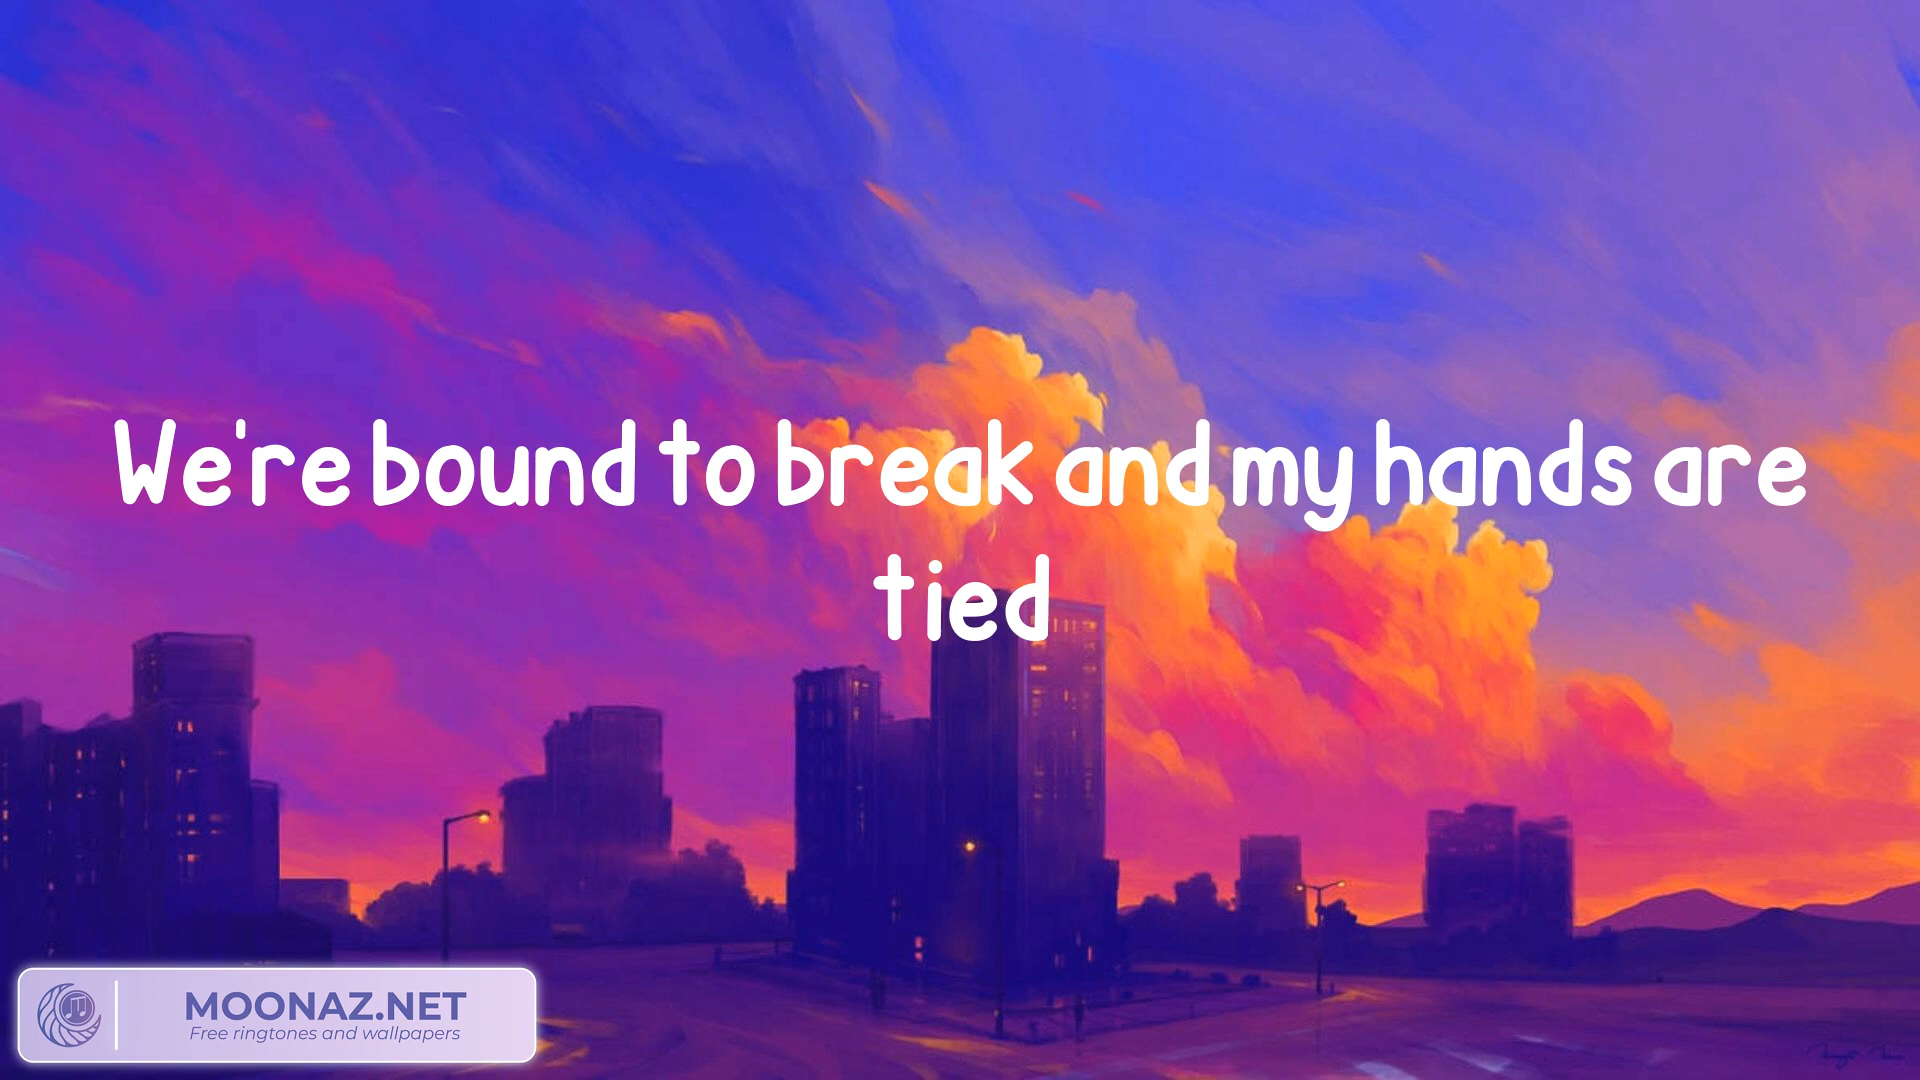 We're bound to break and my hands are
tied
MOONAZ.NET
Free ringtones and wallpapers